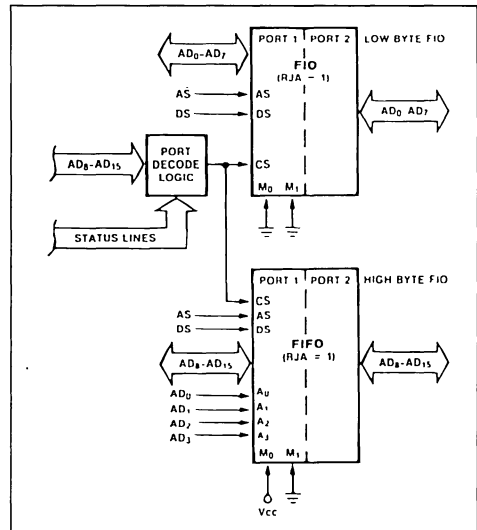 PORT 1 PORT 2 LOW BYTE FIO
AD0-AD7
FIO
(RJA = 1)
AS AS
DS DS
AD0-AD7
AD8-AD15
PORT
DECODE
LOGIC
CS
M0 M1
STATUS LINES
PORT 1 PORT 2 HIGH BYTE FIO
CS
AS AS
DS DS
FIFO
(RJA = 1)
AD8-AD15
AD8-AD15
AD0 A0
AD1 A1
AD2 A2
AD3 A3
M0 M1
Vcc